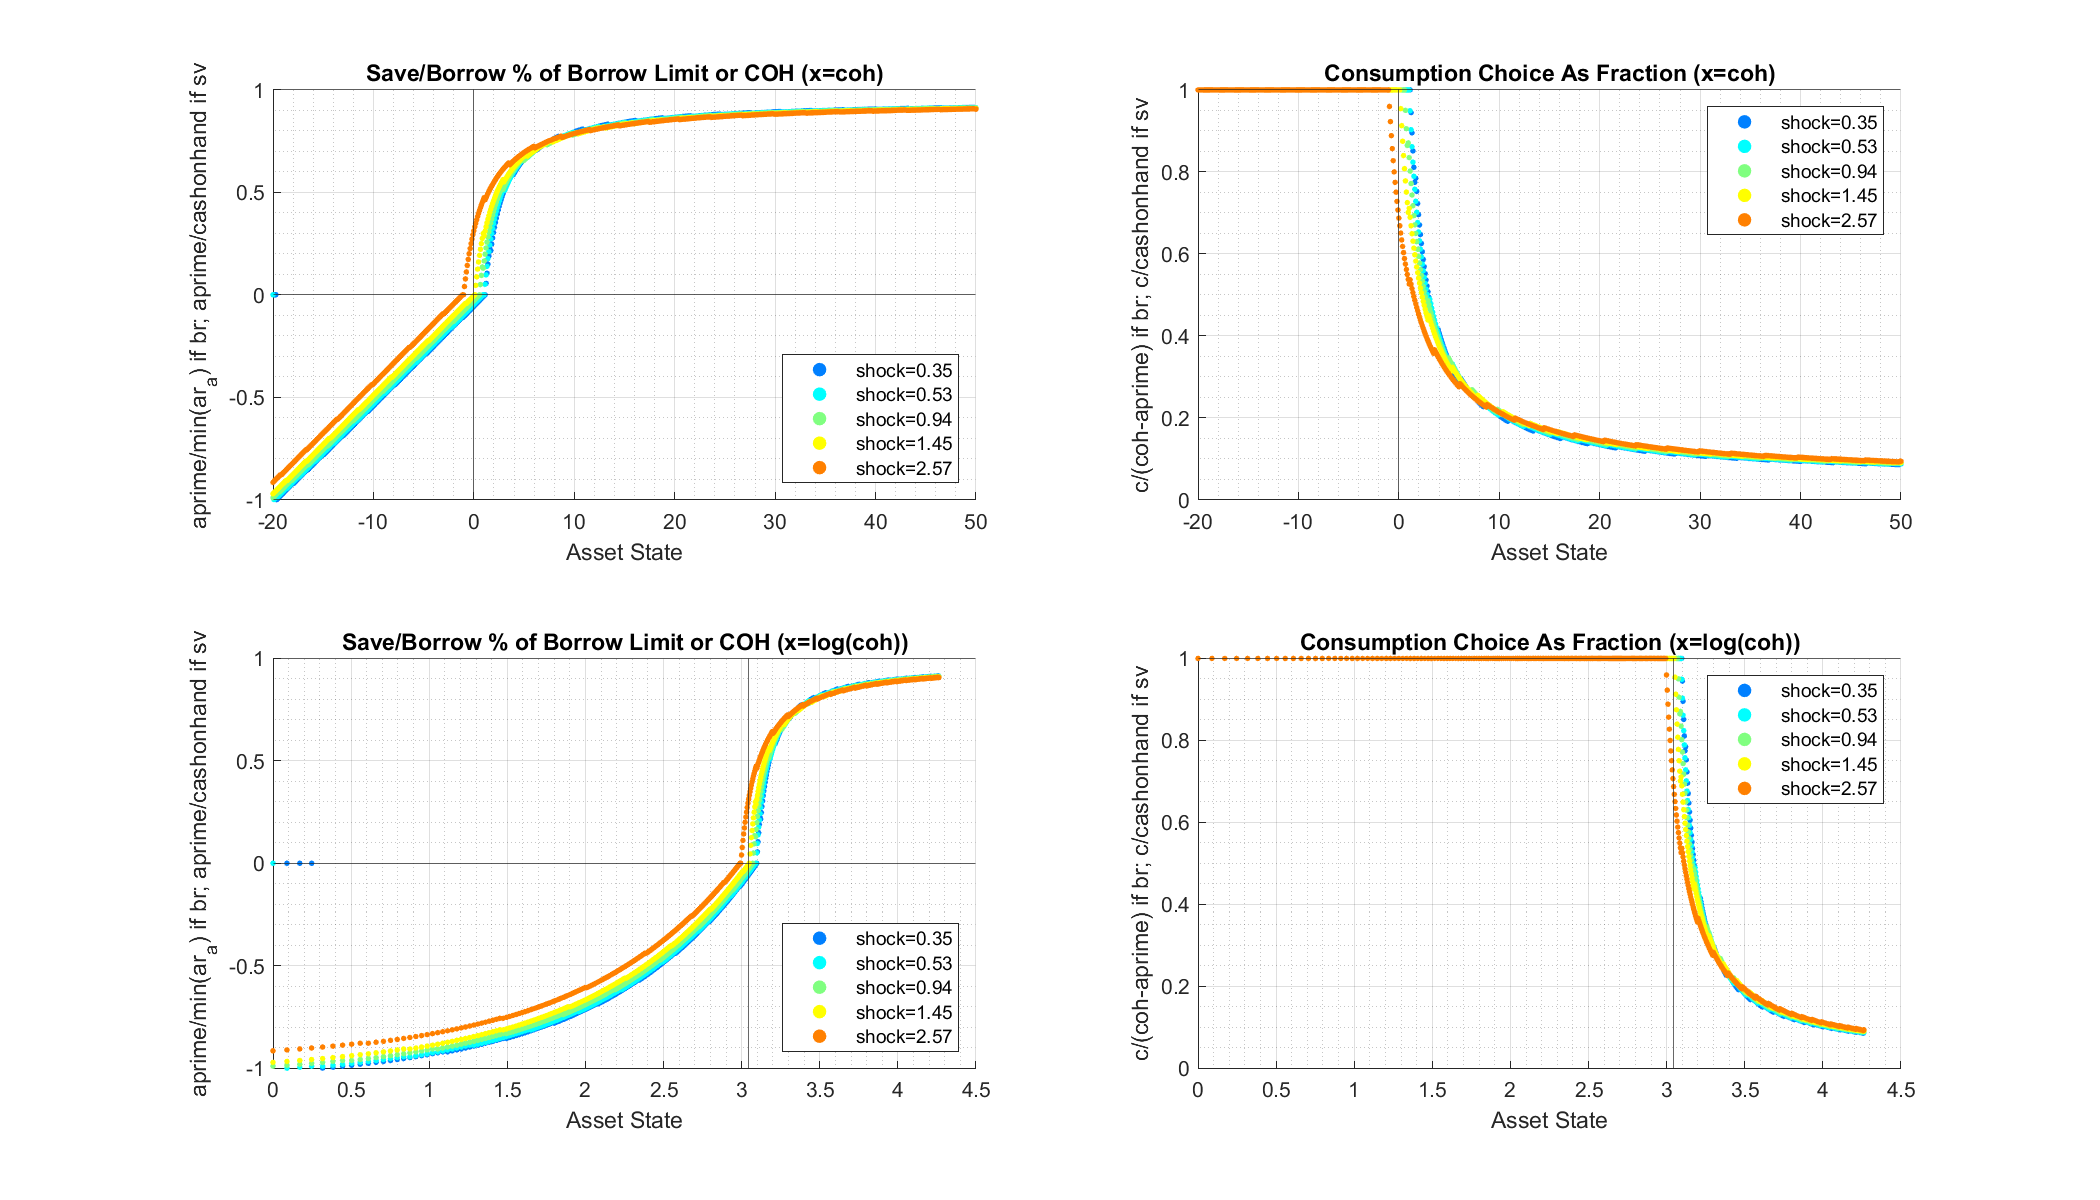 Save/Borrow % of Borrow Limit or COH (x=coh)
aprime/min(ar_a) if br; aprime/cashonhand if sv
1
0.5
0
-0.5
-1
-20 -10 0 10 20 30 40 50
Asset State
shock=0.35
shock=0.53
shock=0.94
shock=1.45
shock=2.57
Consumption Choice As Fraction (x=coh)
c/(coh-aprime) if br; c/cashonhand if sv
1
0.8
0.6
0.4
0.2
0
-20 -10 0 10 20 30 40 50
Asset State
shock=0.35
shock=0.53
shock=0.94
shock=1.45
shock=2.57
Save/Borrow % of Borrow Limit or COH (x=log(coh))
aprime/min(ar_a) if br; aprime/cashonhand if sv
1
0.5
0
-0.5
-1
0 0.5 1 1.5 2 2.5 3 3.5 4 4.5
Asset State
shock=0.35
shock=0.53
shock=0.94
shock=1.45
shock=2.57
Consumption Choice As Fraction (x=log(coh))
c/(coh-aprime) if br; c/cashonhand if sv
1
0.8
0.6
0.4
0.2
0
0 0.5 1 1.5 2 2.5 3 3.5 4 4.5
Asset State
shock=0.35
shock=0.53
shock=0.94
shock=1.45
shock=2.57